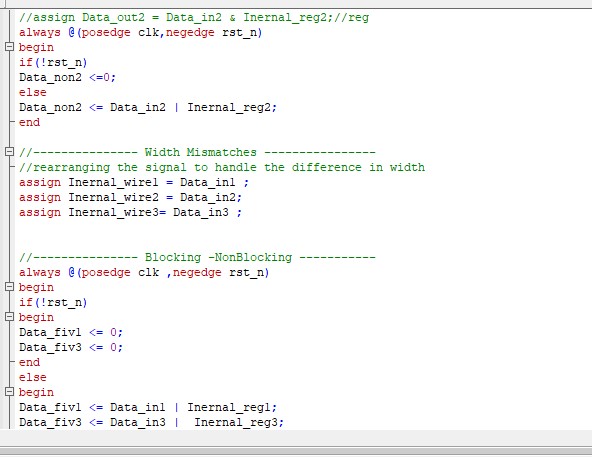 //assign Data_out2 = Data_in2 & Inernal_reg2;//reg
always @(posedge clk,negedge rst_n)
begin
if(!rst_n)
Data_non2 <=0;
else
Data_non2 <= Data_in2 | Inernal_reg2;
end
//--------------- Width Mismatches ----------------
//rearranging the signal to handle the difference in width
assign Inernal_wire1 = Data_in1 ;
assign Inernal_wire2 = Data_in2;
assign Inernal_wire3= Data_in3 ;
//--------------- Blocking -NonBlocking -----------
always @(posedge clk ,negedge rst_n)
begin
if(!rst_n)
begin
Data_fiv1 <= 0;
Data_fiv3 <= 0;
end
else
begin
Data_fiv1 <= Data_in1 | Inernal_reg1;
Data_fiv3 <= Data_in3 |  Inernal_reg3;